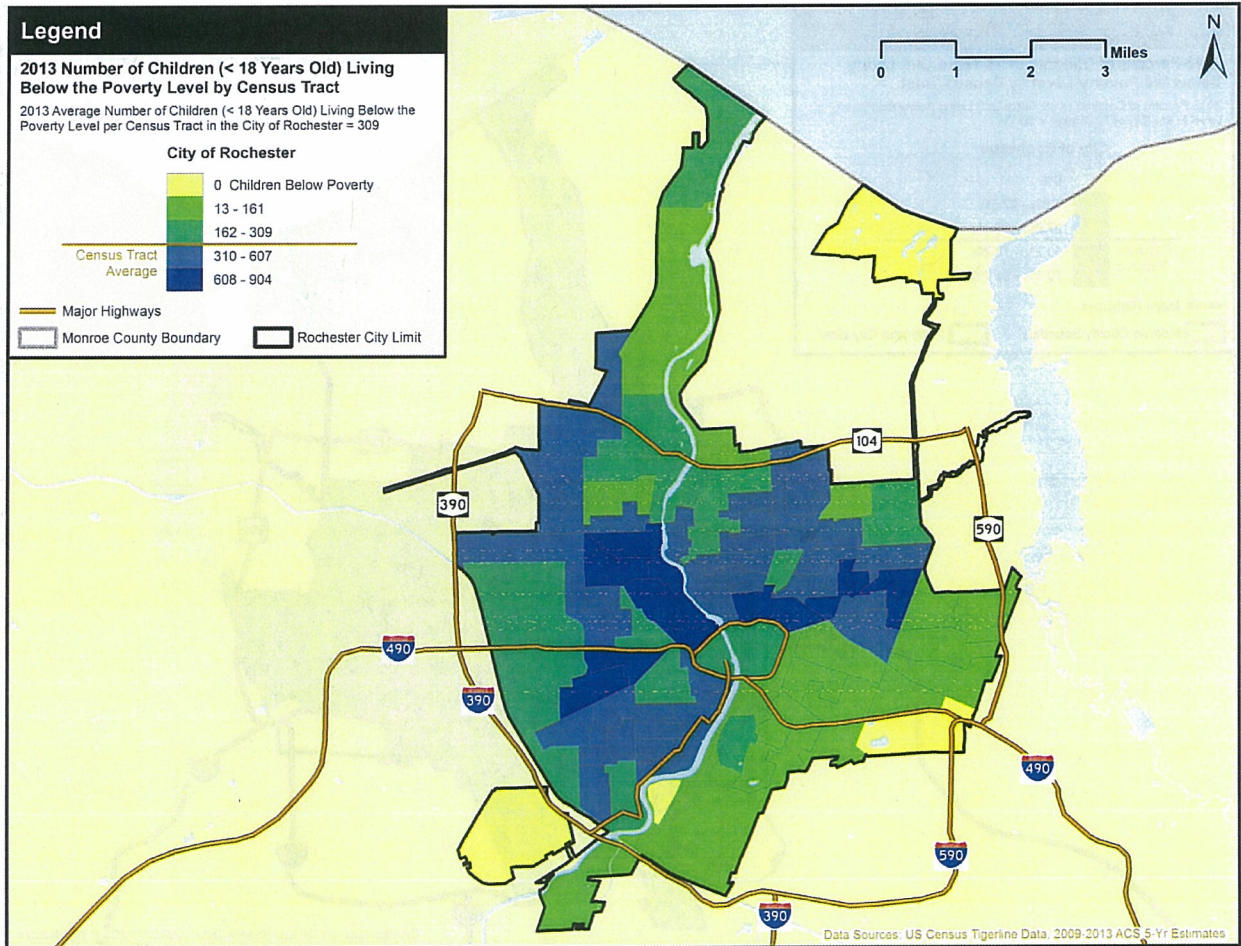 Legend
2013 Number of Children (< 18 Years Old) Living
Below the Poverty Level by Census Tract
2013 Average Number of Children (< 18 Years Old) Living Below the
Poverty Level per Census Tract in the City of Rochester = 309
City of Rochester
0 Children Below Poverty
13 - 161
162 - 309
Census Tract
Average
310 - 607
608 - 904
Major Highways
Monroe County Boundary
Rochester City Limit
N
Miles
0 1 2 3
104
390
590
490
390
490
590
390
Data Sources: US Census Tigerline Data, 2009-2013 ACS 5-Yr Estimates